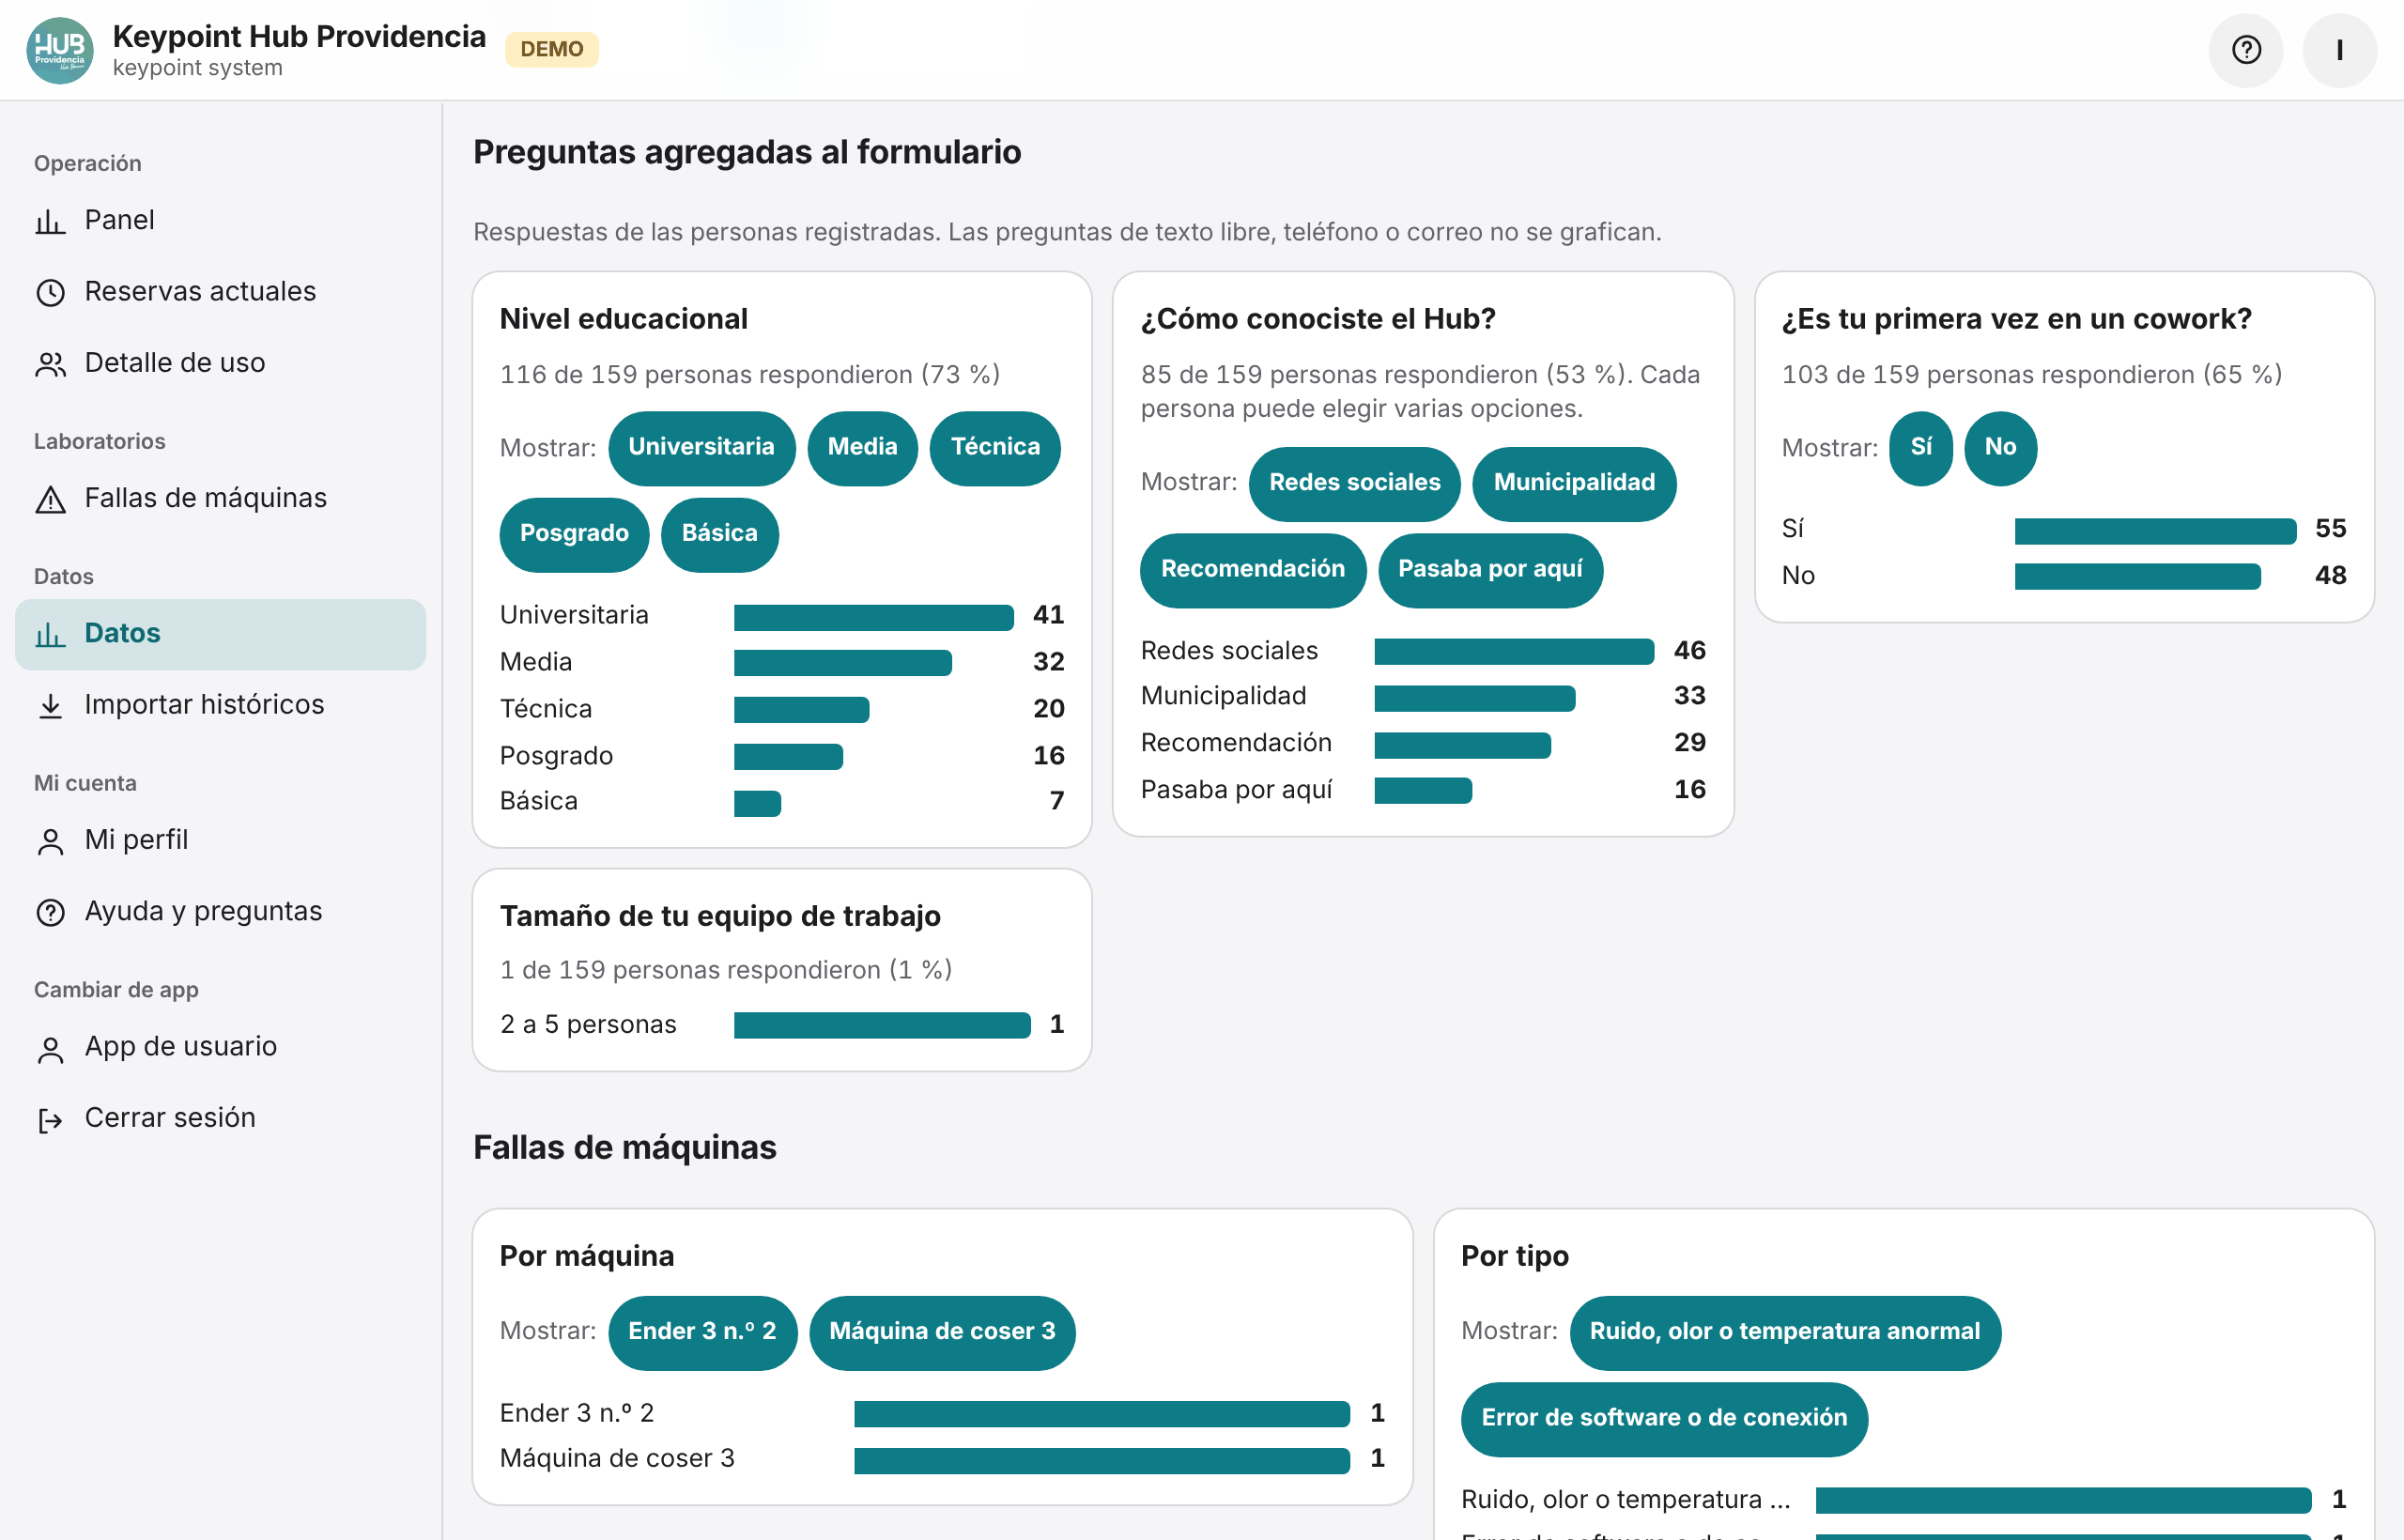 HUB
Providencia
Keypoint Hub Providencia
keypoint system
DEMO
I
Operación
Panel
Reservas actuales
Detalle de uso
Laboratorios
Fallas de máquinas
Datos
Datos
Importar históricos
Mi cuenta
Mi perfil
Ayuda y preguntas
Cambiar de app
App de usuario
Cerrar sesión
Preguntas agregadas al formulario
Respuestas de las personas registradas. Las preguntas de texto libre, teléfono o correo no se grafican.
Nivel educacional
116 de 159 personas respondieron (73 %)
Mostrar: Universitaria Media Técnica
Posgrado Básica
Universitaria 41
Media 32
Técnica 20
Posgrado 16
Básica 7
¿Cómo conociste el Hub?
85 de 159 personas respondieron (53 %). Cada
persona puede elegir varias opciones.
Mostrar: Redes sociales Municipalidad
Recomendación Pasaba por aquí
Redes sociales 46
Municipalidad 33
Recomendación 29
Pasaba por aquí 16
¿Es tu primera vez en un cowork?
103 de 159 personas respondieron (65 %)
Mostrar: Sí No
Sí 55
No 48
Tamaño de tu equipo de trabajo
1 de 159 personas respondieron (1 %)
2 a 5 personas 1
Fallas de máquinas
Por máquina
Mostrar: Ender 3 n.º 2 Máquina de coser 3
Ender 3 n.º 2 1
Máquina de coser 3 1
Por tipo
Mostrar: Ruido, olor o temperatura anormal
Error de software o de conexión
Ruido, olor o temperatura ... 1